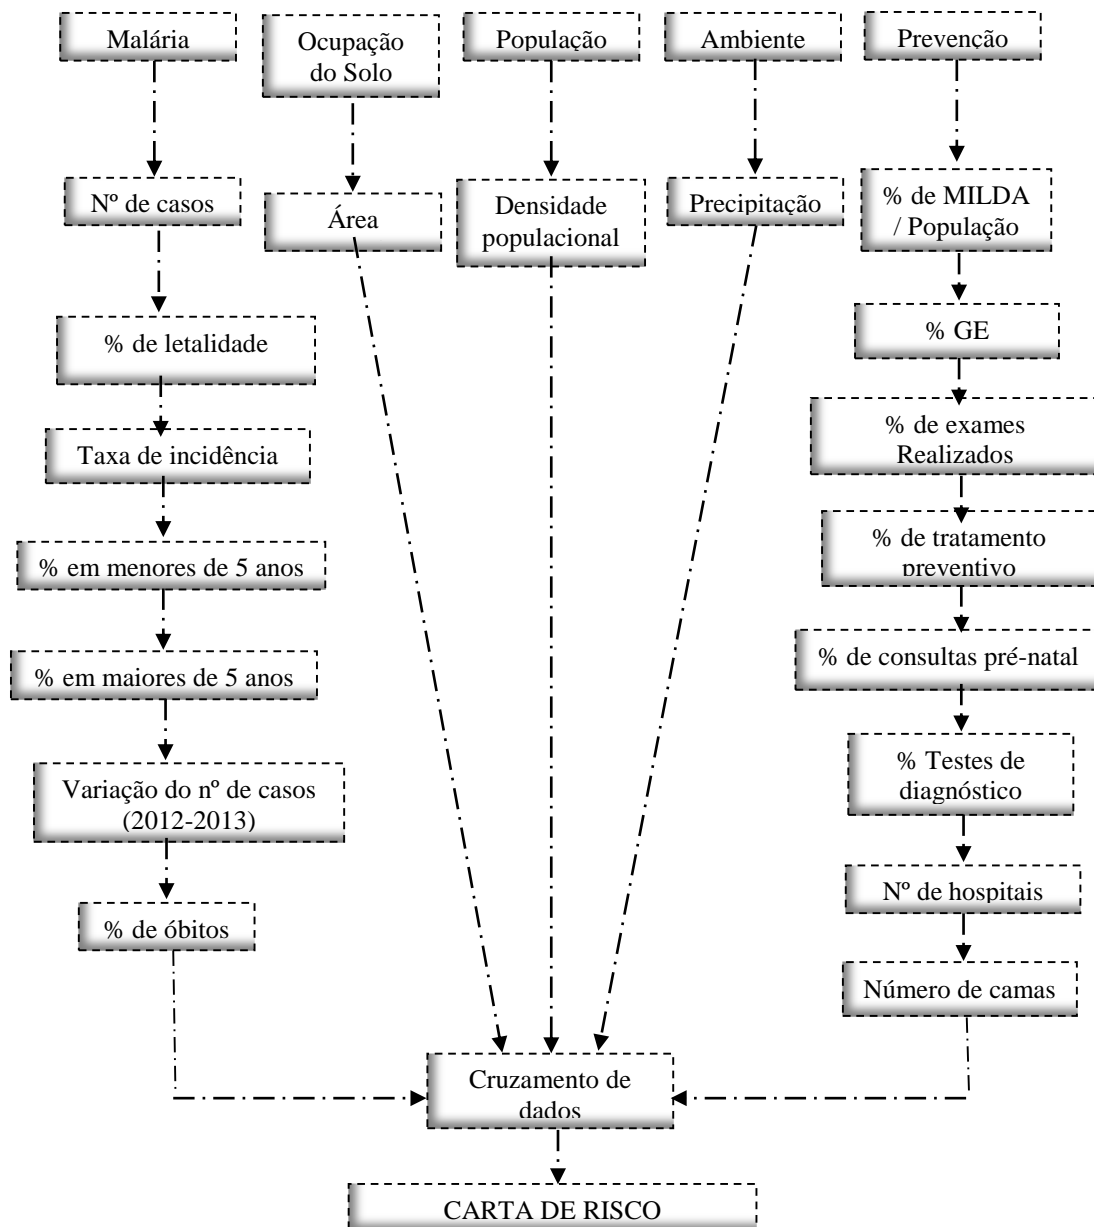 Malária
Ocupação
do Solo
População
Ambiente
Prevenção
Nº de casos
Área
Densidade
populacional
Precipitação
% de MILDA
/ População
% de letalidade
% GE
Taxa de incidência
% de exames
Realizados
% em menores de 5 anos
% de tratamento
preventivo
% em maiores de 5 anos
% de consultas pré-natal
Variação do nº de casos
(2012-2013)
% Testes de
diagnóstico
% de óbitos
Nº de hospitais
Número de camas
Cruzamento de
dados
CARTA DE RISCO